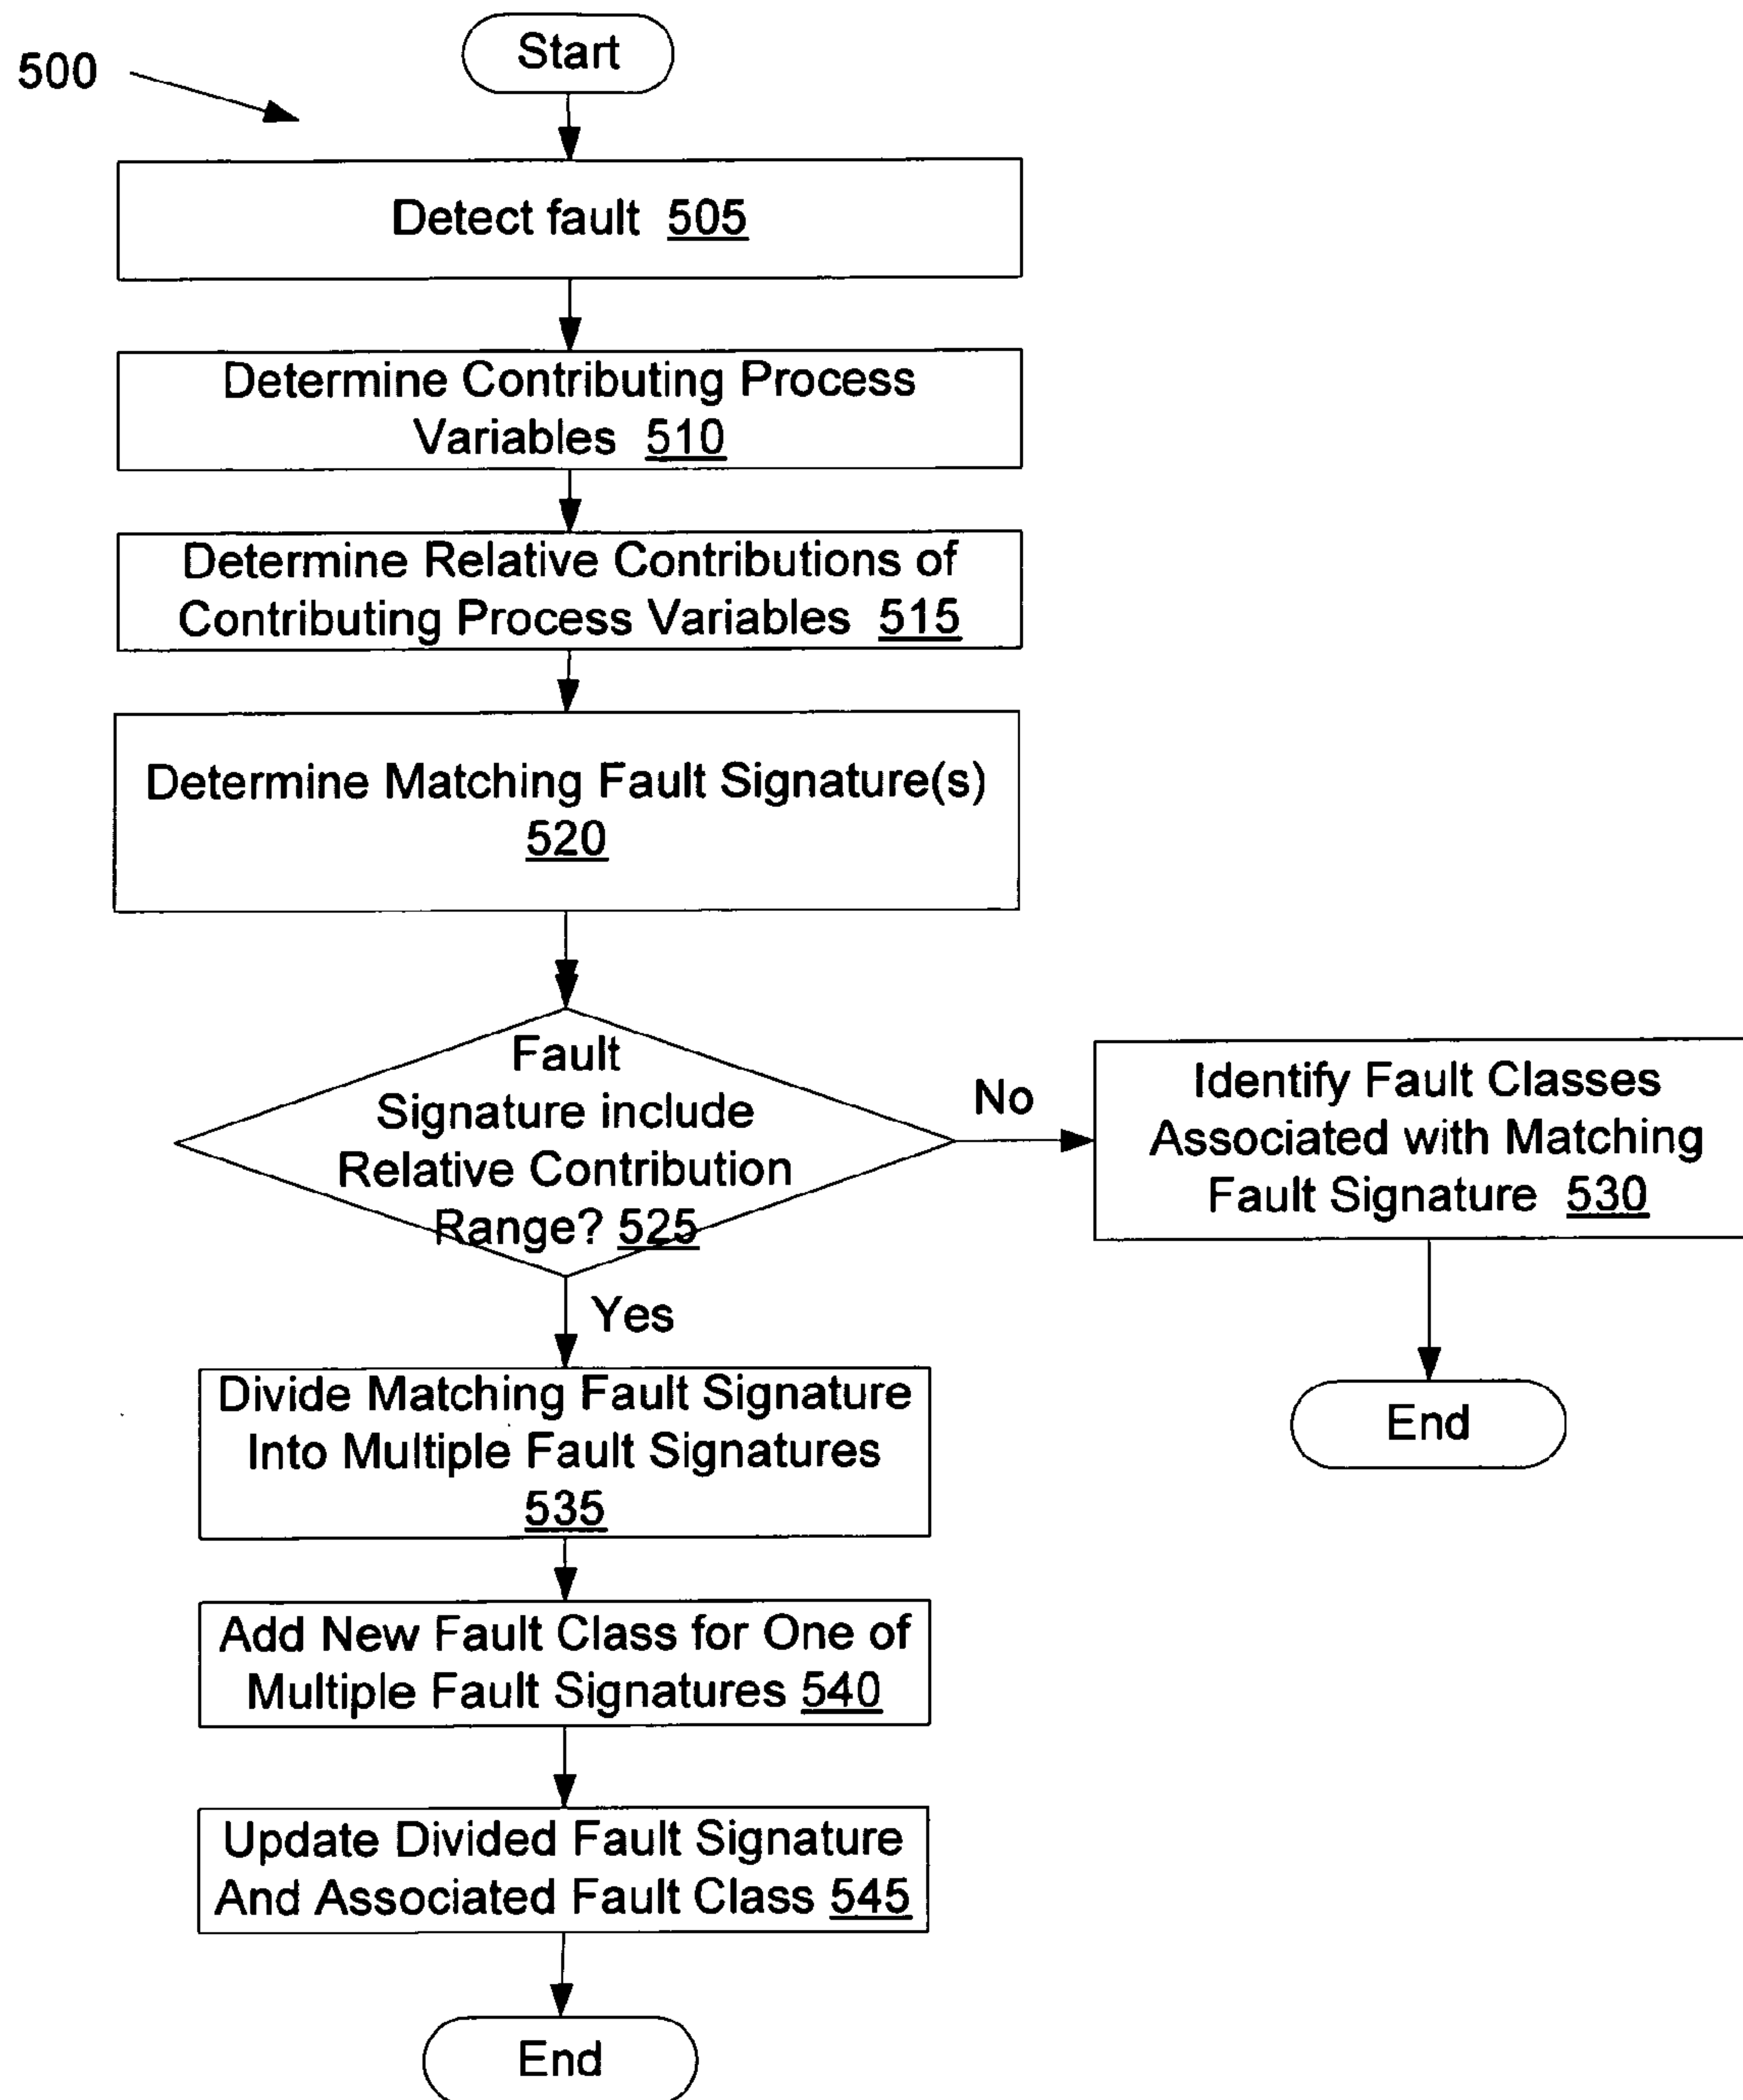 500
Start
Detect fault 505
Determine Contributing Process
Variables 510
Determine Relative Contributions of
Contributing Process Variables 515
Determine Matching Fault Signature(s)
520
Fault
Signature include
Relative Contribution
Range? 525
No
Identify Fault Classes
Associated with Matching
Fault Signature 530
End
Yes
Divide Matching Fault Signature
Into Multiple Fault Signatures
535
Add New Fault Class for One of
Multiple Fault Signatures 540
Update Divided Fault Signature
And Associated Fault Class 545
End